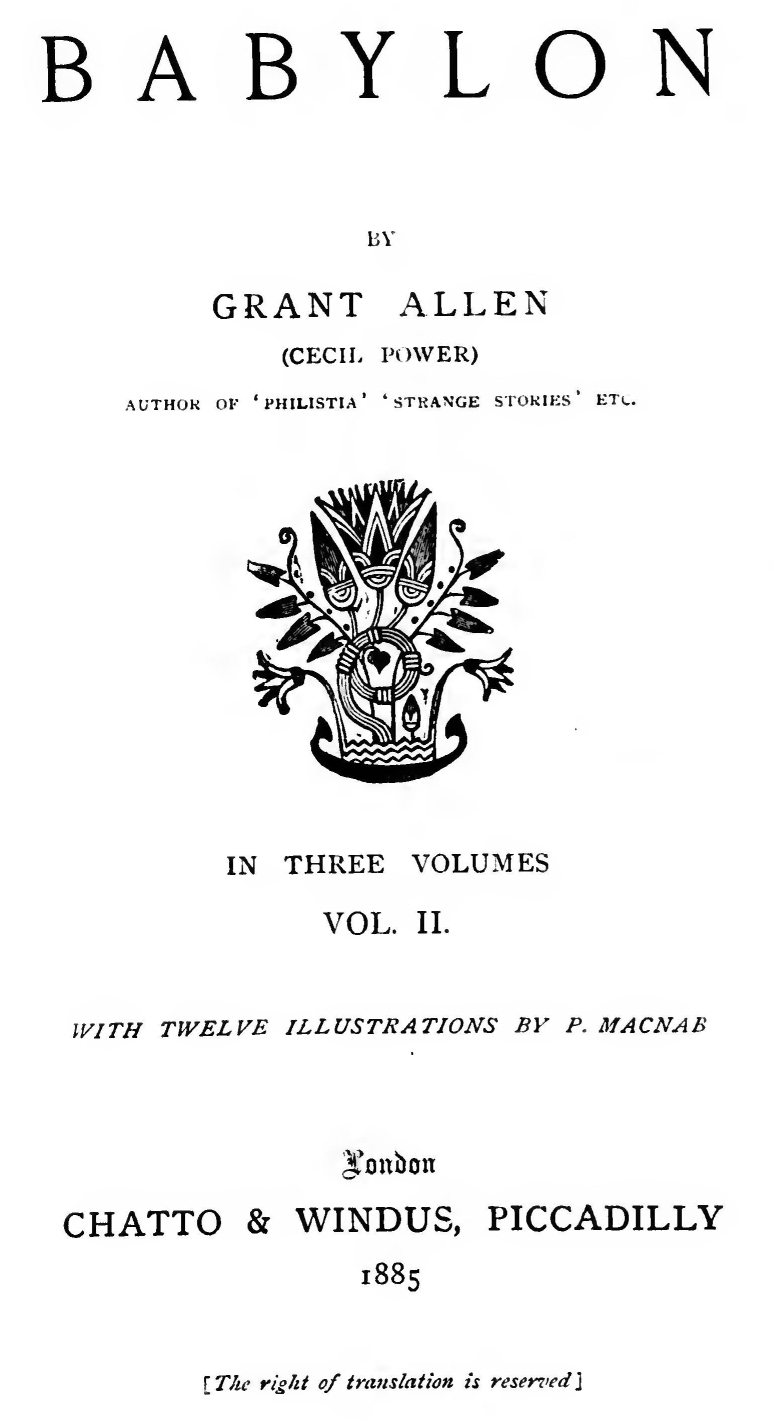 BABYLON
BY
GRANT ALLEN
(CECIL POWER)
AUTHOR OF 'PHILISTIA' 'STRANGE STORIES' ETC.
IN THREE VOLUMES
VOL. II.
WITH TWELVE ILLUSTRATIONS BY P. MACNAB
London
CHATTO & WINDUS, PICCADILLY
1885
[The right of translation is reserved]